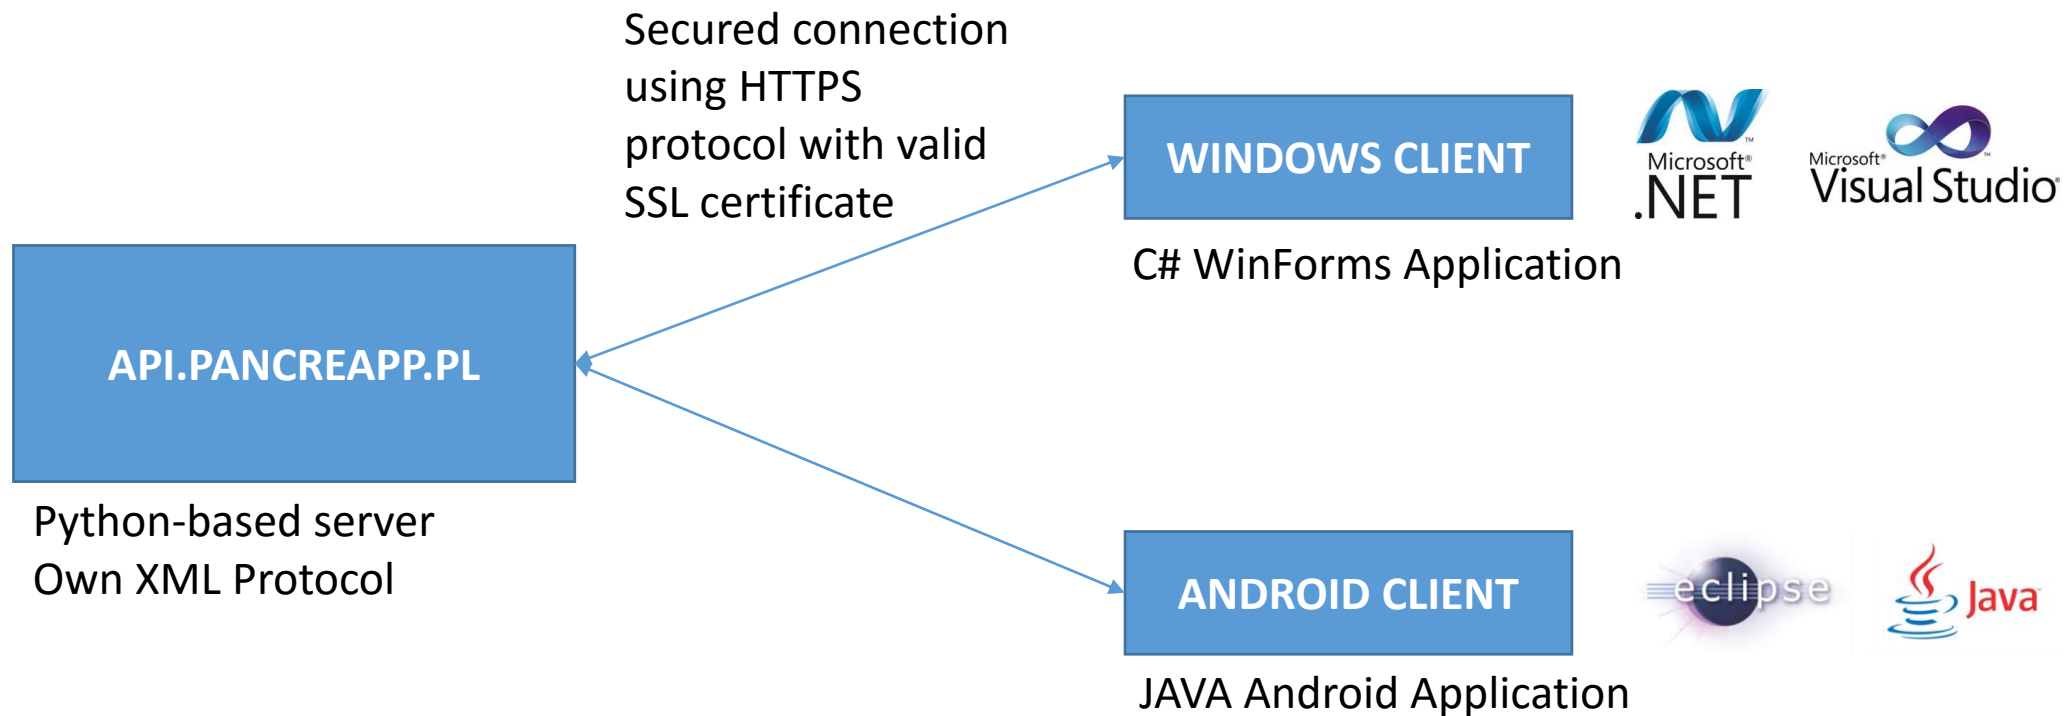 Secured connection
using HTTPS
protocol with valid
SSL certificate
WINDOWS CLIENT
Microsoft®
.NET
Microsoft®
Visual Studio®
C# WinForms Application
API.PANCREAPP.PL
Python-based server
Own XML Protocol
ANDROID CLIENT
eclipse
Java™
JAVA Android Application